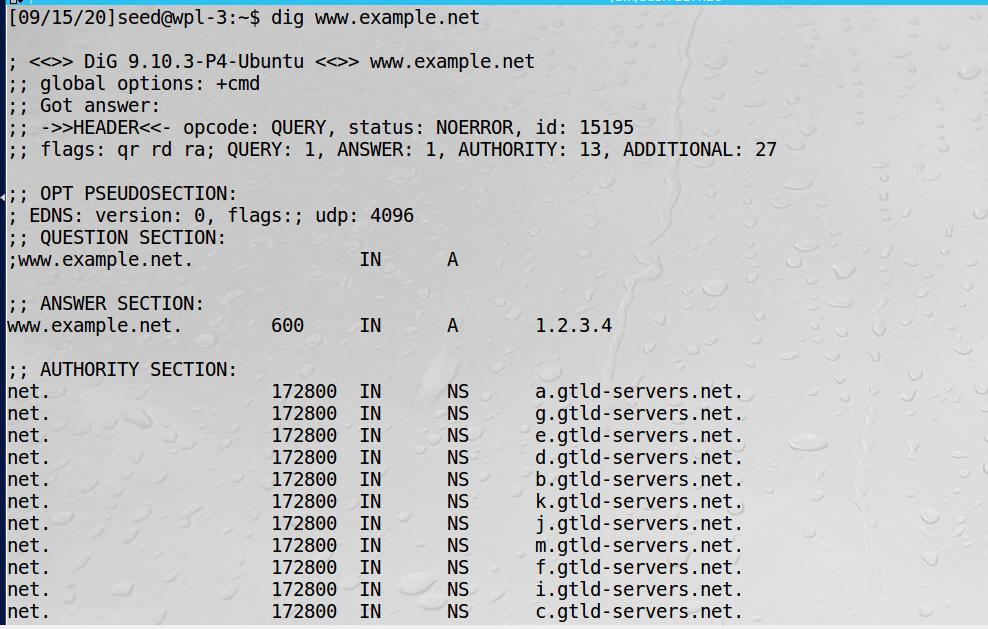 [09/15/20]seed@wpl-3:~$ dig www.example.net

; <<>> DiG 9.10.3-P4-Ubuntu <<>> www.example.net
;; global options: +cmd
;; Got answer:
;; ->>HEADER<<- opcode: QUERY, status: NOERROR, id: 15195
;; flags: qr rd ra; QUERY: 1, ANSWER: 1, AUTHORITY: 13, ADDITIONAL: 27

;; OPT PSEUDOSECTION:
; EDNS: version: 0, flags:; udp: 4096
;; QUESTION SECTION:
;www.example.net. IN A

;; ANSWER SECTION:
www.example.net. 600 IN A 1.2.3.4

;; AUTHORITY SECTION:
net. 172800 IN NS a.gtld-servers.net.
net. 172800 IN NS g.gtld-servers.net.
net. 172800 IN NS e.gtld-servers.net.
net. 172800 IN NS d.gtld-servers.net.
net. 172800 IN NS b.gtld-servers.net.
net. 172800 IN NS k.gtld-servers.net.
net. 172800 IN NS j.gtld-servers.net.
net. 172800 IN NS m.gtld-servers.net.
net. 172800 IN NS f.gtld-servers.net.
net. 172800 IN NS i.gtld-servers.net.
net. 172800 IN NS c.gtld-servers.net.